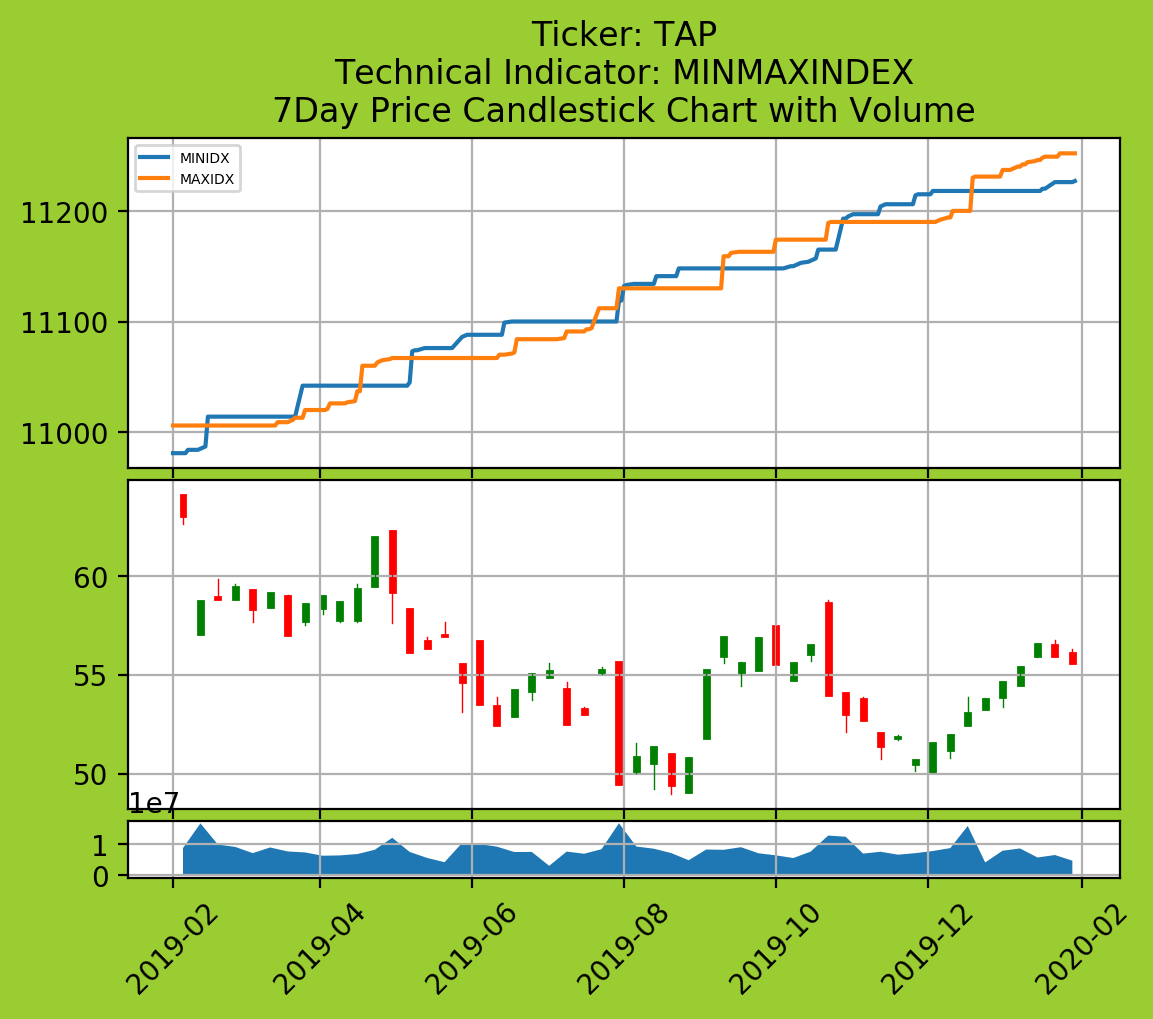 Ticker: TAP
Technical Indicator: MINMAXINDEX
7Day Price Candlestick Chart with Volume
MINIDX
MAXIDX
11200
11100
11000
60
55
50
1e7
1
0
2019-02
2019-04
2019-06
2019-08
2019-10
2019-12
2020-02